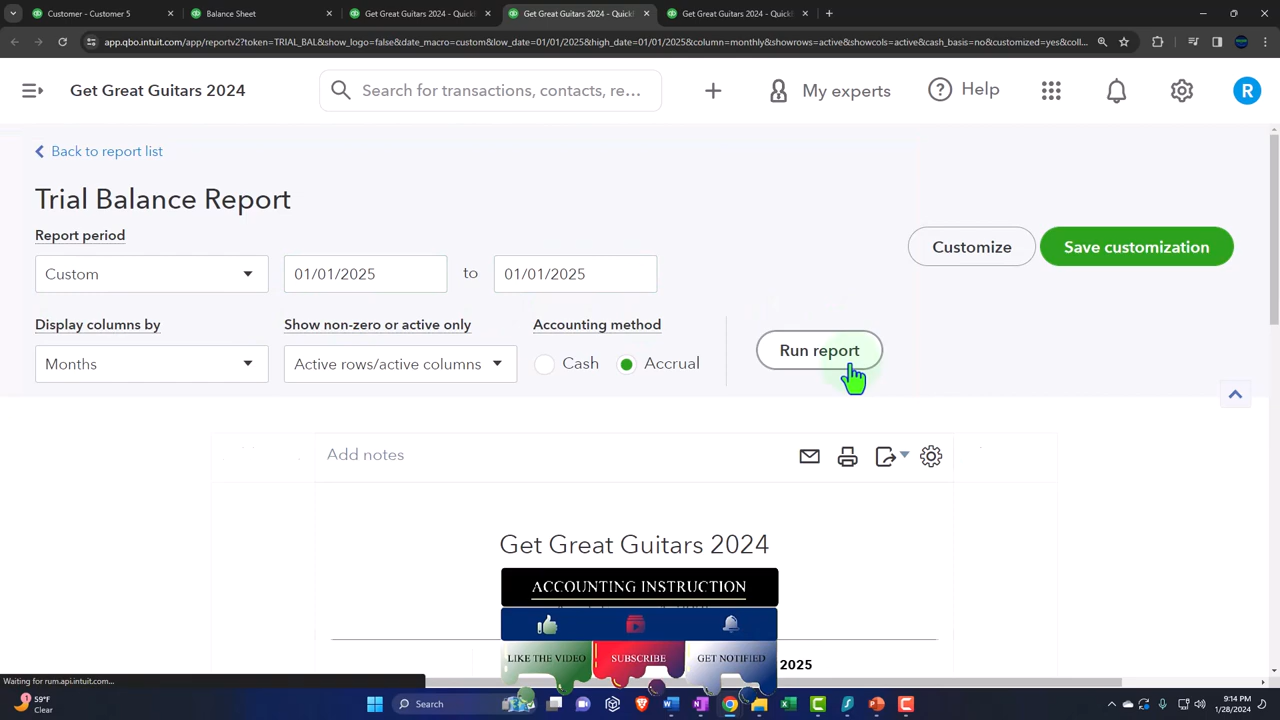 Customer - Customer 5
Balance Sheet
Get Great Guitars 2024 - Quick
Get Great Guitars 2024 - Quick
Get Great Guitars 2024 - Quick
app.qbo.intuit.com/app/reportv2?token=TRIAL_BAL&show_logo=false&date_macro=custom&low_date=01/01/2025&high_date=01/01/2025&column=monthly&showrows=active&showcols=active&cash_basis=no&customized=yes&coll...
Get Great Guitars 2024
Search for transactions, contacts, re...
My experts
Help
R
Back to report list
Trial Balance Report
Report period
Custom
01/01/2025
to
01/01/2025
Customize
Save customization
Display columns by
Show non-zero or active only
Accounting method
Months
Active rows/active columns
Cash
Accrual
Run report
Add notes
Get Great Guitars 2024
ACCOUNTING INSTRUCTION
LIKE THE VIDEO
SUBSCRIBE
GET NOTIFIED
2025
Waiting for rum.api.intuit.com...
59°F
Clear
Search
9:14 PM
1/28/2024